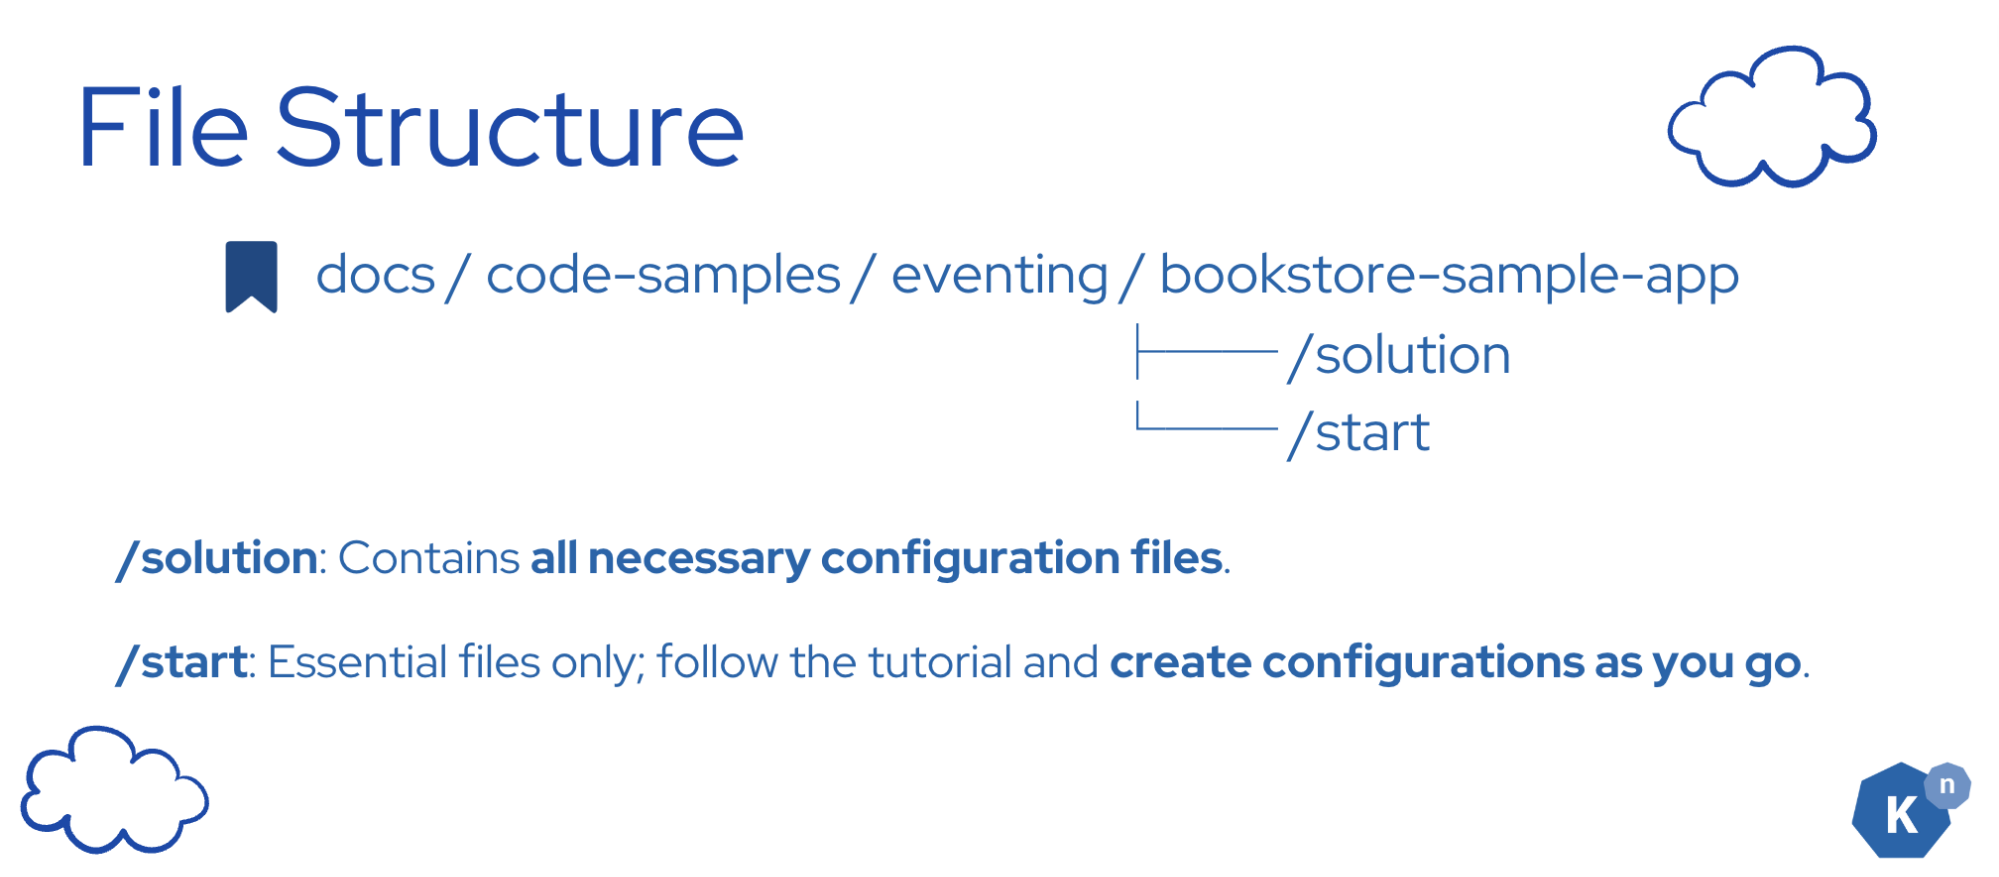 File Structure
docs / code-samples / eventing / bookstore-sample-app
/solution
/start
/solution: Contains all necessary configuration files.
/start: Essential files only; follow the tutorial and create configurations as you go.
K n